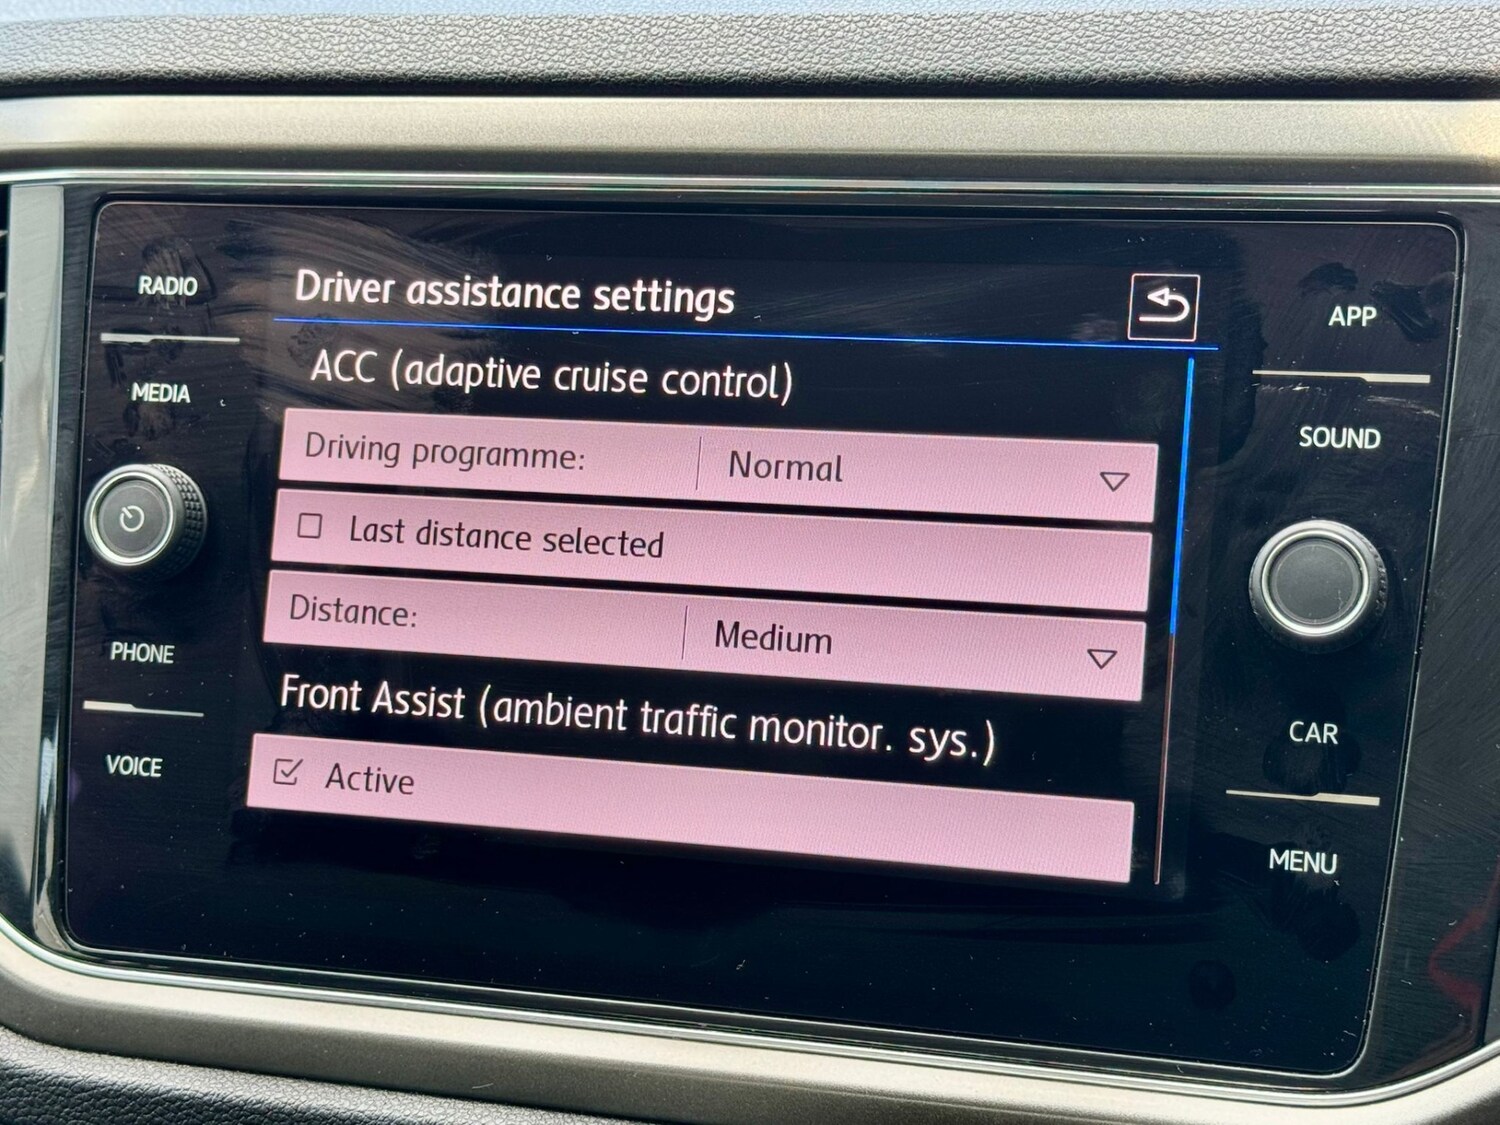 Driver assistance settings
ACC (adaptive cruise control)
Driving programme: Normal
Last distance selected
Distance: Medium
Front Assist (ambient traffic monitor. sys.)
Active
RADIO
MEDIA
PHONE
VOICE
APP
SOUND
CAR
MENU